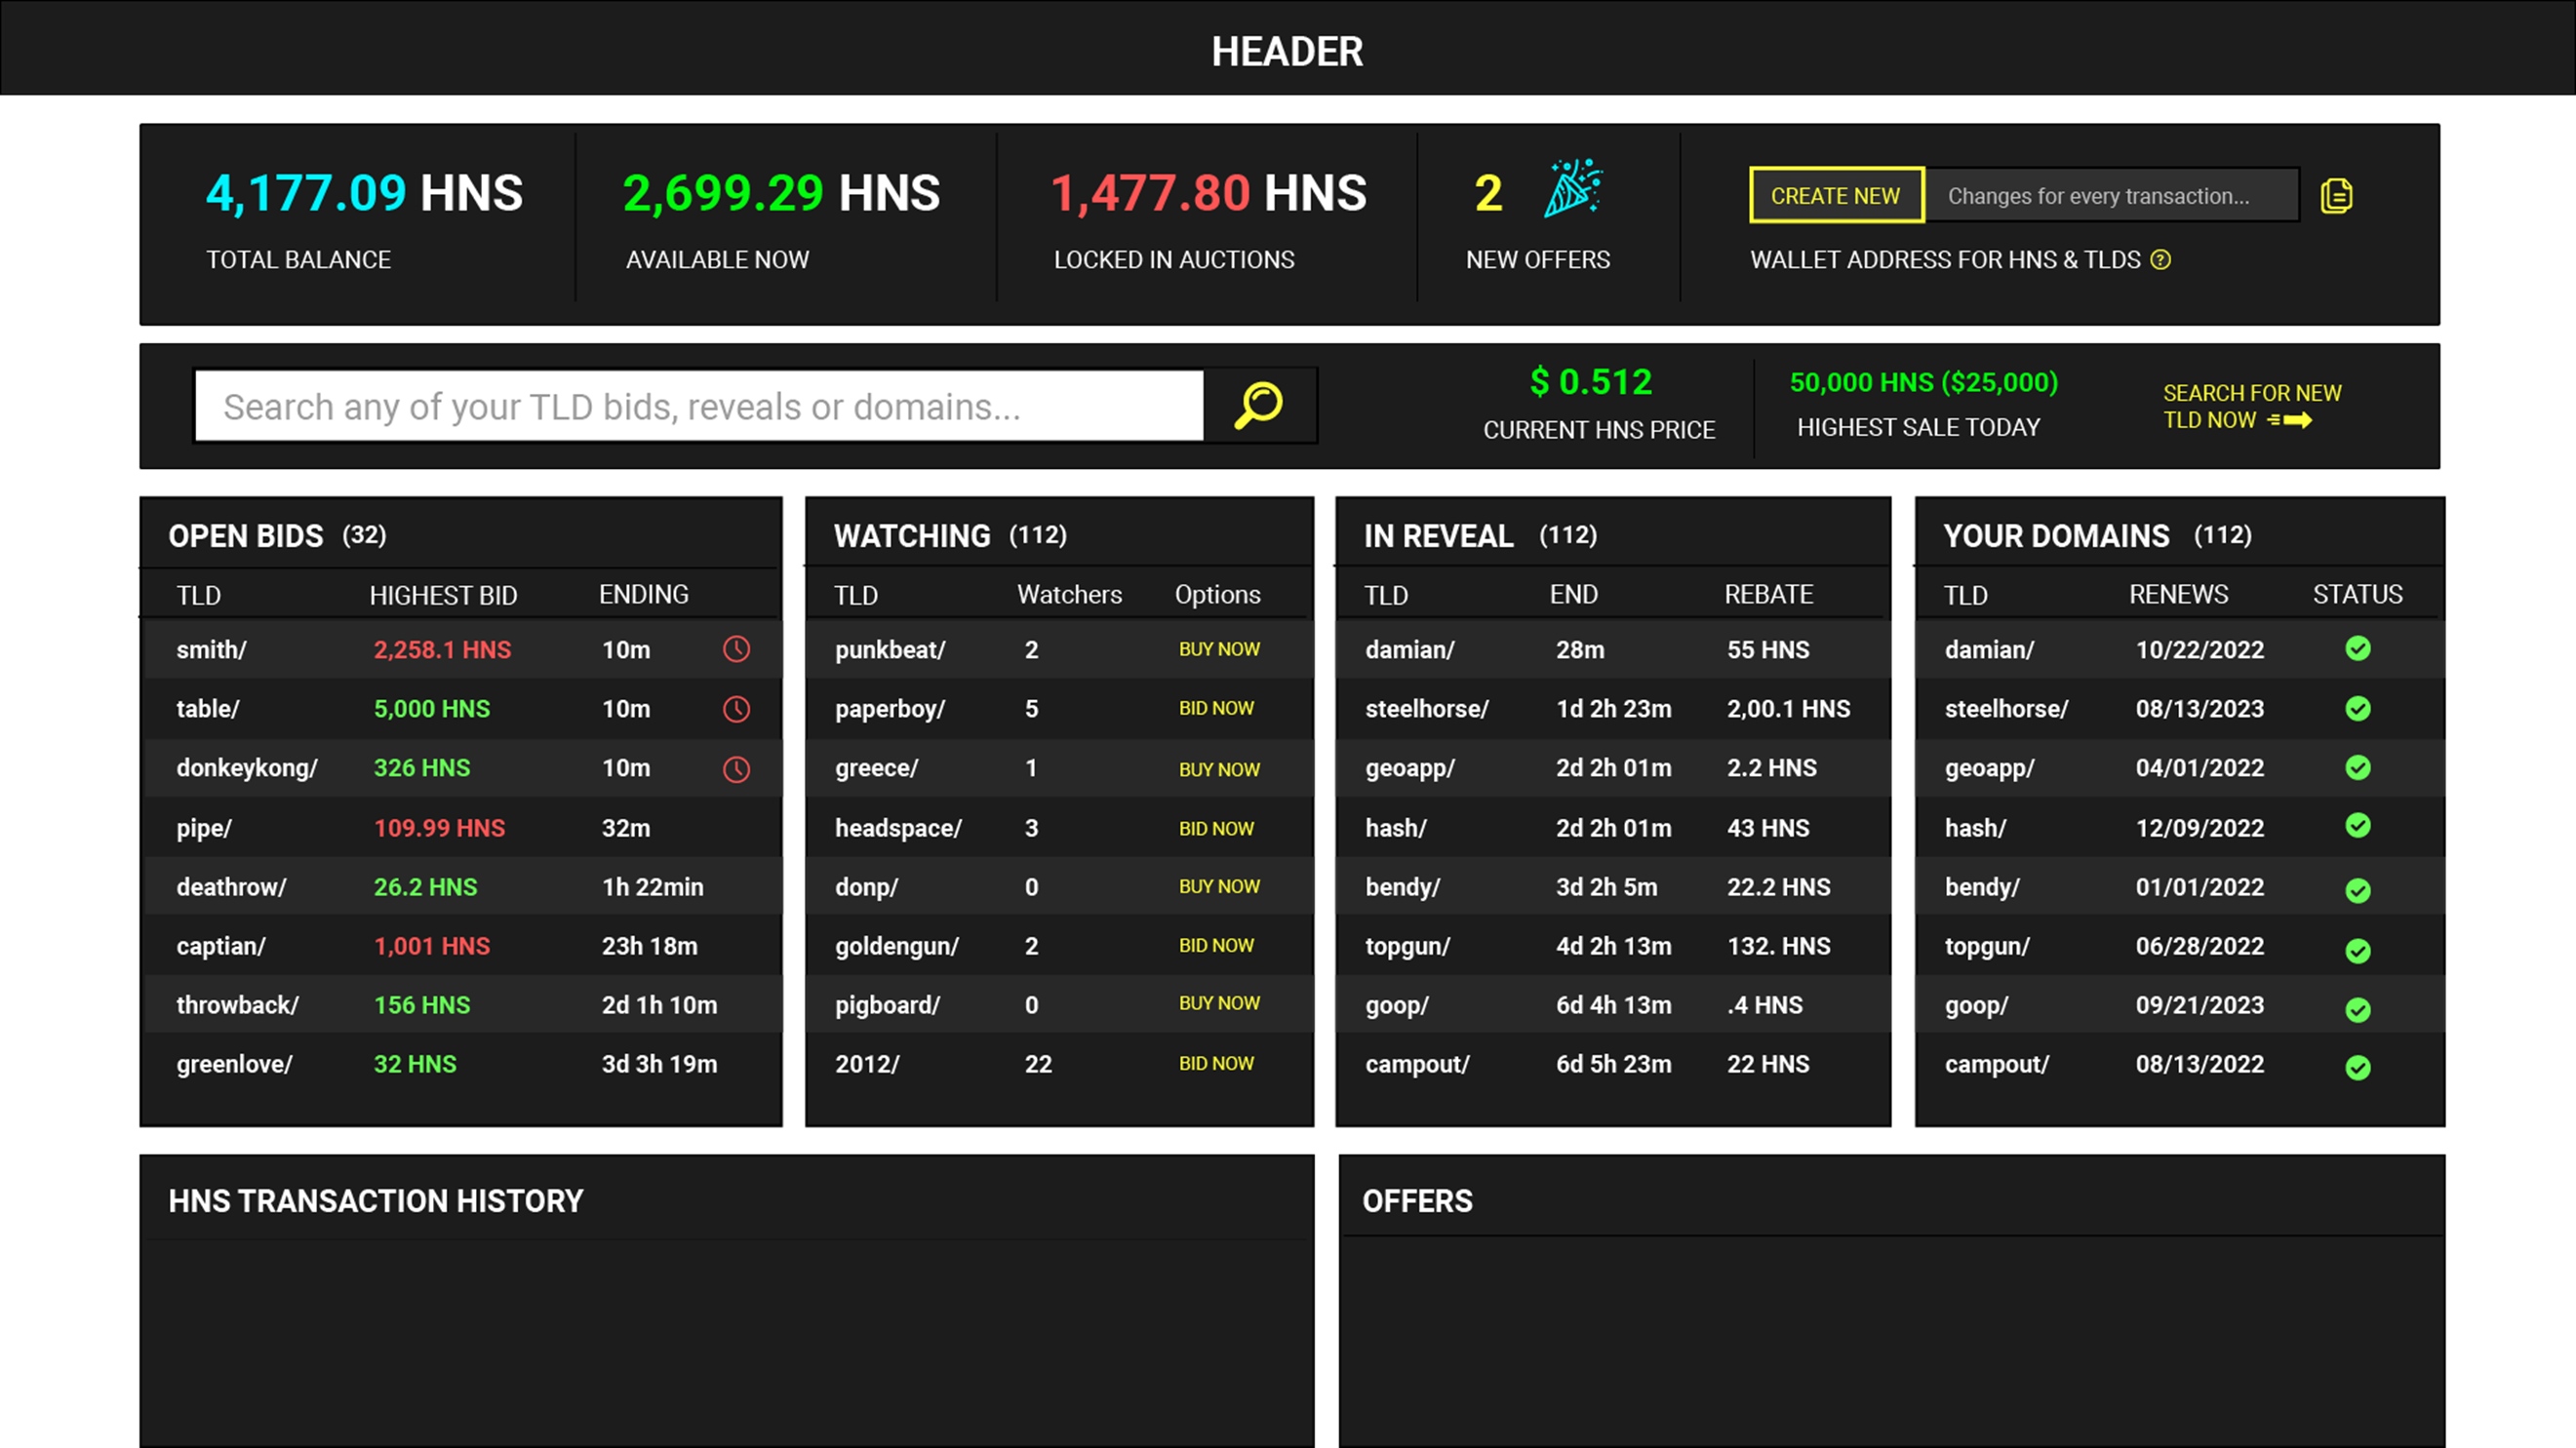 HEADER
4,177.09 HNS
TOTAL BALANCE
2,699.29 HNS
AVAILABLE NOW
1,477.80 HNS
LOCKED IN AUCTIONS
2
NEW OFFERS
CREATE NEW
Changes for every transaction...
WALLET ADDRESS FOR HNS & TLDS ?
Search any of your TLD bids, reveals or domains...
$ 0.512
CURRENT HNS PRICE
50,000 HNS ($25,000)
HIGHEST SALE TODAY
SEARCH FOR NEW
TLD NOW
OPEN BIDS (32)
TLD HIGHEST BID ENDING
smith/ 2,258.1 HNS 10m
table/ 5,000 HNS 10m
donkeykong/ 326 HNS 10m
pipe/ 109.99 HNS 32m
deathrow/ 26.2 HNS 1h 22min
captian/ 1,001 HNS 23h 18m
throwback/ 156 HNS 2d 1h 10m
greenlove/ 32 HNS 3d 3h 19m
WATCHING (112)
TLD Watchers Options
punkbeat/ 2 BUY NOW
paperboy/ 5 BID NOW
greece/ 1 BUY NOW
headspace/ 3 BID NOW
donp/ 0 BUY NOW
goldengun/ 2 BID NOW
pigboard/ 0 BUY NOW
2012/ 22 BID NOW
IN REVEAL (112)
TLD END REBATE
damian/ 28m 55 HNS
steelhorse/ 1d 2h 23m 2,00.1 HNS
geoapp/ 2d 2h 01m 2.2 HNS
hash/ 2d 2h 01m 43 HNS
bendy/ 3d 2h 5m 22.2 HNS
topgun/ 4d 2h 13m 132. HNS
goop/ 6d 4h 13m .4 HNS
campout/ 6d 5h 23m 22 HNS
YOUR DOMAINS (112)
TLD RENEWS STATUS
damian/ 10/22/2022
steelhorse/ 08/13/2023
geoapp/ 04/01/2022
hash/ 12/09/2022
bendy/ 01/01/2022
topgun/ 06/28/2022
goop/ 09/21/2023
campout/ 08/13/2022
HNS TRANSACTION HISTORY
OFFERS